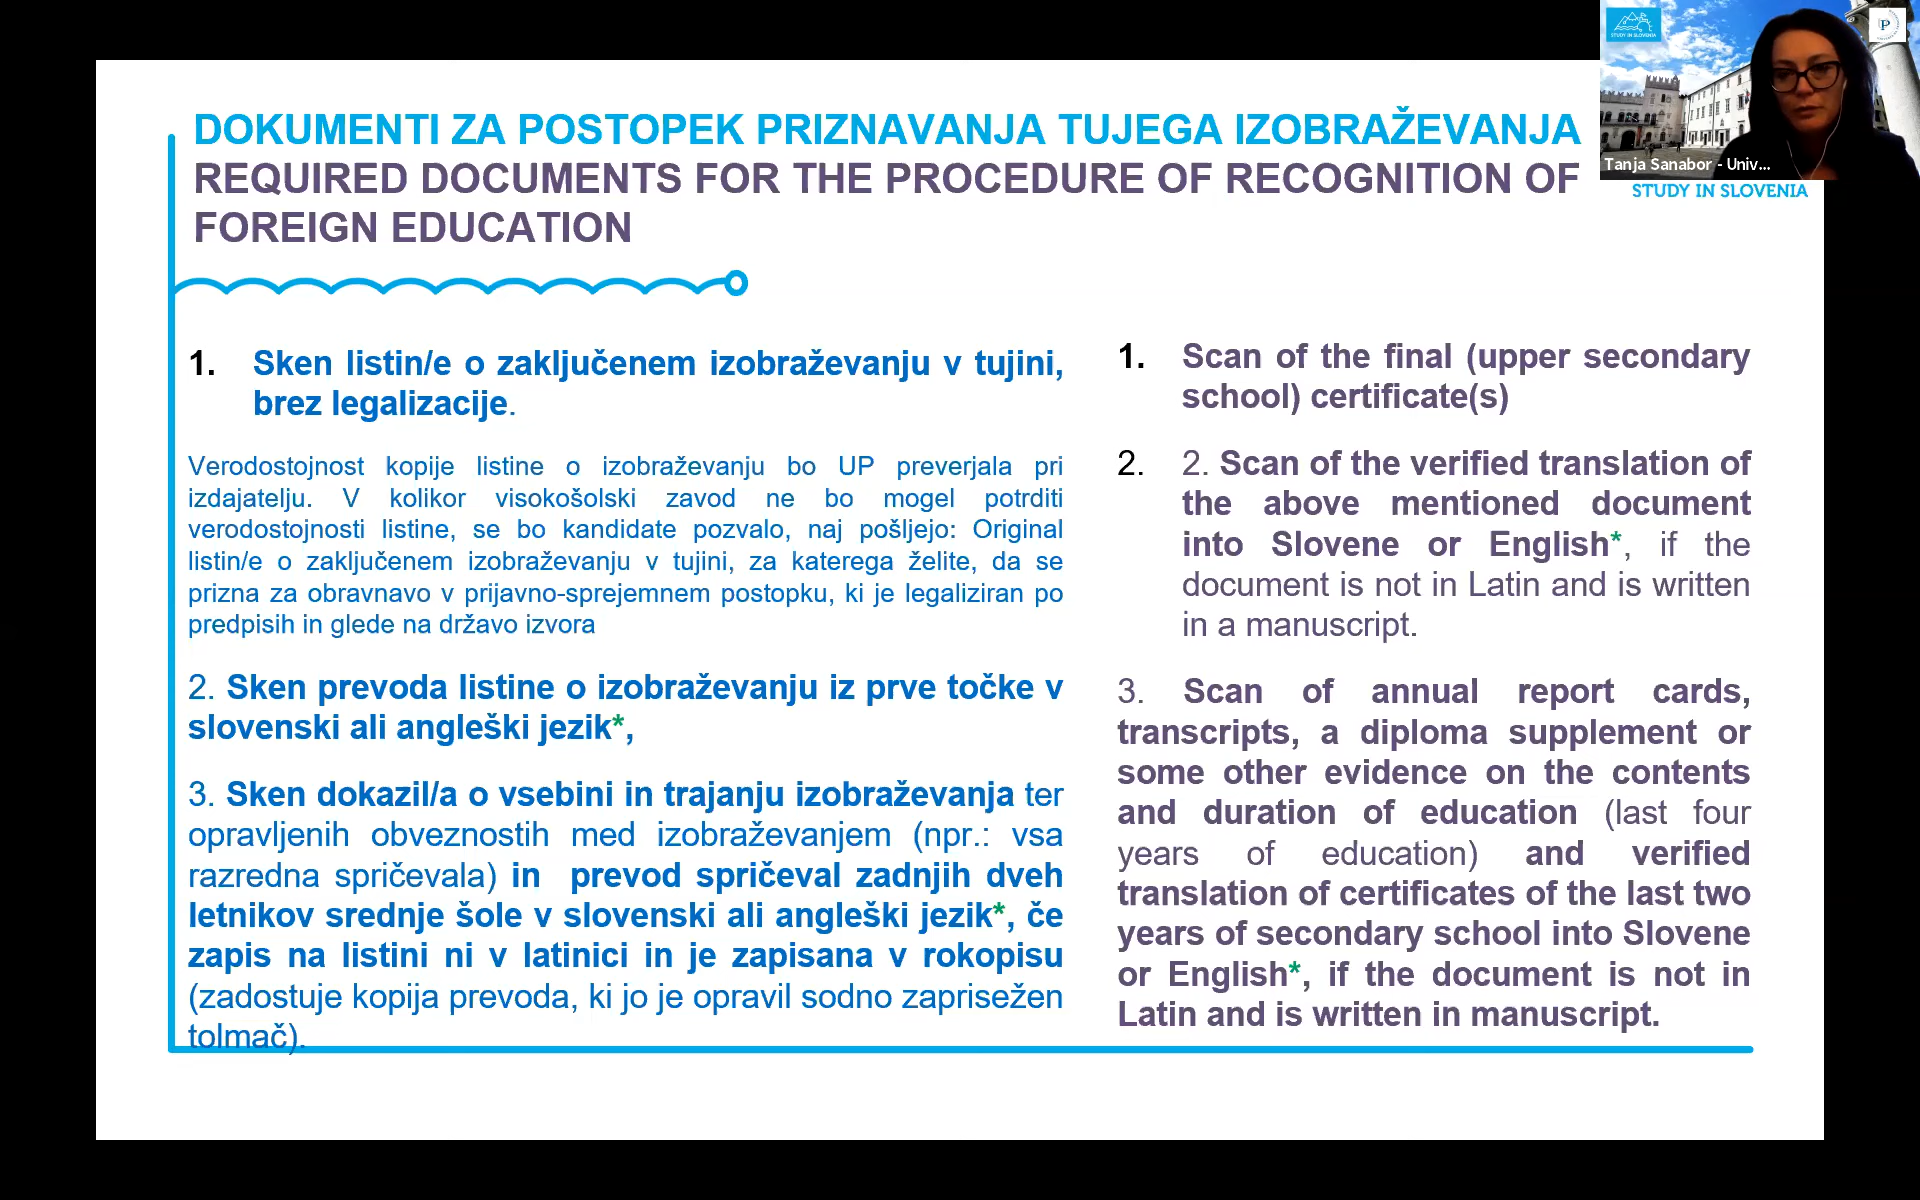 DOKUMENTI ZA POSTOPEK PRIZNAVANJA TUJEGA IZOBRAŽEVANJA
REQUIRED DOCUMENTS FOR THE PROCEDURE OF RECOGNITION OF
FOREIGN EDUCATION
STUDY IN SLOVENIA
P
Tanja Sanabor - Univ...
STUDY IN SLOVENIA
1. Sken listin/e o zaključenem izobraževanju v tujini,
brez legalizacije.
Verodostojnost kopije listine o izobraževanju bo UP preverjala pri
izdajatelju. V kolikor visokošolski zavod ne bo mogel potrditi
verodostojnosti listine, se bo kandidate pozvalo, naj pošljejo: Original
listin/e o zaključenem izobraževanju v tujini, za katerega želite, da se
prizna za obravnavo v prijavno-sprejemnem postopku, ki je legaliziran po
predpisih in glede na državo izvora
2. Sken prevoda listine o izobraževanju iz prve točke v
slovenski ali angleški jezik*,
3. Sken dokazil/a o vsebini in trajanju izobraževanja ter
opravljenih obveznostih med izobraževanjem (npr.: vsa
razredna spričevala) in prevod spričeval zadnjih dveh
letnikov srednje šole v slovenski ali angleški jezik*, če
zapis na listini ni v latinici in je zapisana v rokopisu
(zadostuje kopija prevoda, ki jo je opravil sodno zaprisežen
tolmač).
1. Scan of the final (upper secondary
school) certificate(s)
2. 2. Scan of the verified translation of
the above mentioned document
into Slovene or English*, if the
document is not in Latin and is written
in a manuscript.
3. Scan of annual report cards,
transcripts, a diploma supplement or
some other evidence on the contents
and duration of education (last four
years of education) and verified
translation of certificates of the last two
years of secondary school into Slovene
or English*, if the document is not in
Latin and is written in manuscript.